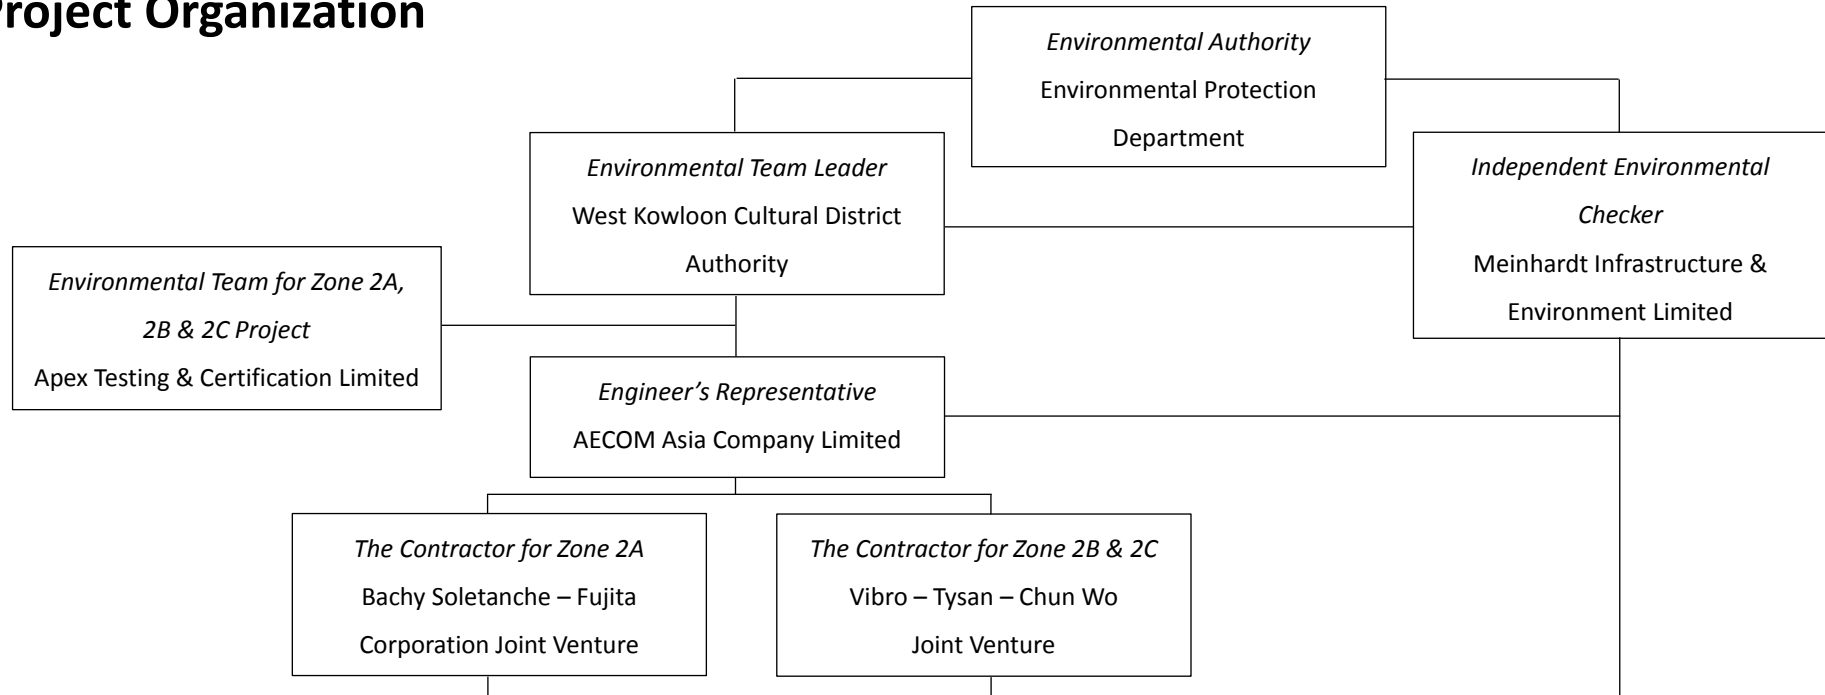 Project Organization
Environmental Authority
Environmental Protection
Department
Environmental Team Leader
West Kowloon Cultural District
Authority
Independent Environmental
Checker
Meinhardt Infrastructure &
Environment Limited
Environmental Team for Zone 2A,
2B & 2C Project
Apex Testing & Certification Limited
Engineer’s Representative
AECOM Asia Company Limited
The Contractor for Zone 2A
Bachy Soletanche – Fujita
Corporation Joint Venture
The Contractor for Zone 2B & 2C
Vibro – Tysan – Chun Wo
Joint Venture